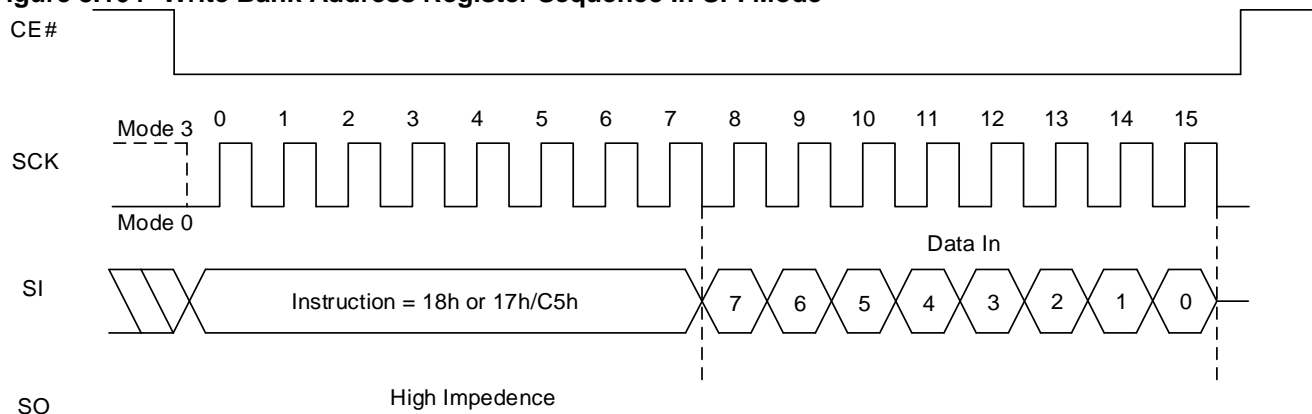 CE#
Mode 3
0 1 2 3 4 5 6 7 8 9 10 11 12 13 14 15
SCK
Mode 0
Data In
SI
Instruction = 18h or 17h/C5h
7 6 5 4 3 2 1 0
High Impedence
SO